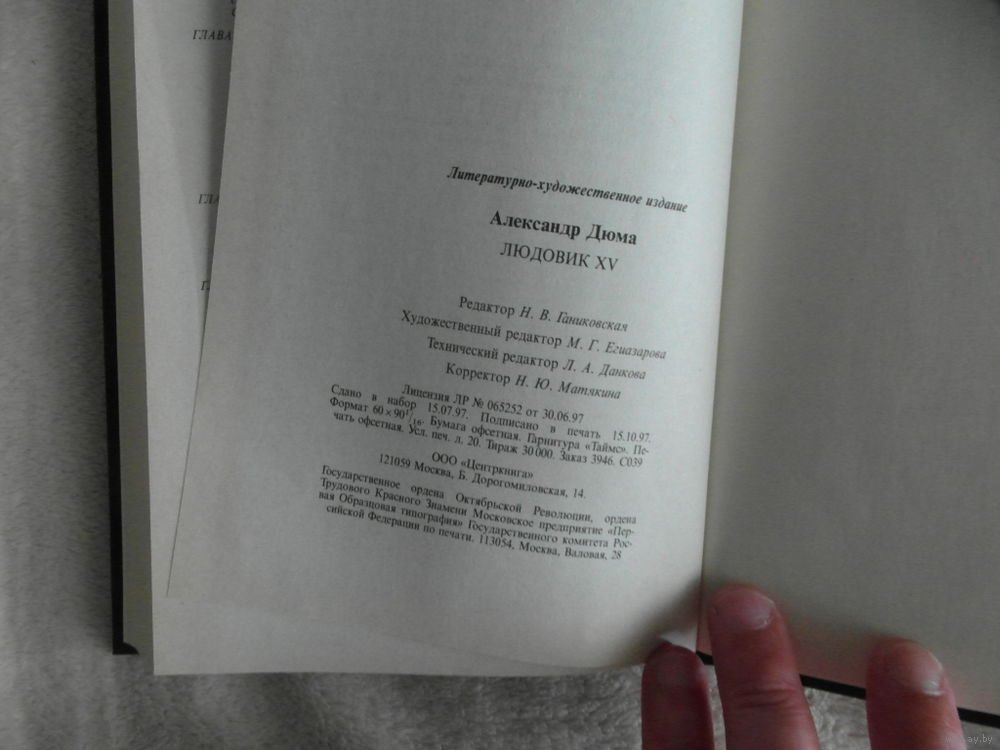 ГЛАВА
Литературно-художественное издание
Александр Дюма
ЛЮДОВИК XV
Редактор Н. В. Ганиковская
Художественный редактор М. Г. Егиазарова
Технический редактор Л. А. Данкова
Корректор Н. Ю. Матякина
Лицензия ЛР № 065252 от 30.06.97
Сдано в набор 15.07.97. Подписано в печать 15.10.97.
Формат 60×90 1/16. Бумага офсетная. Гарнитура «Таймс». Пе-
чать офсетная. Усл. печ. л. 20. Тираж 30 000. Заказ 3946. С039
ООО «Центркнига»
121059 Москва, Б. Дорогомиловская, 14.
Государственное ордена Октябрьской Революции, ордена
Трудового Красного Знамени Московское предприятие «Пер-
вая Образцовая типография» Государственного комитета Рос-
сийской Федерации по печати. 113054, Москва, Валовая, 28